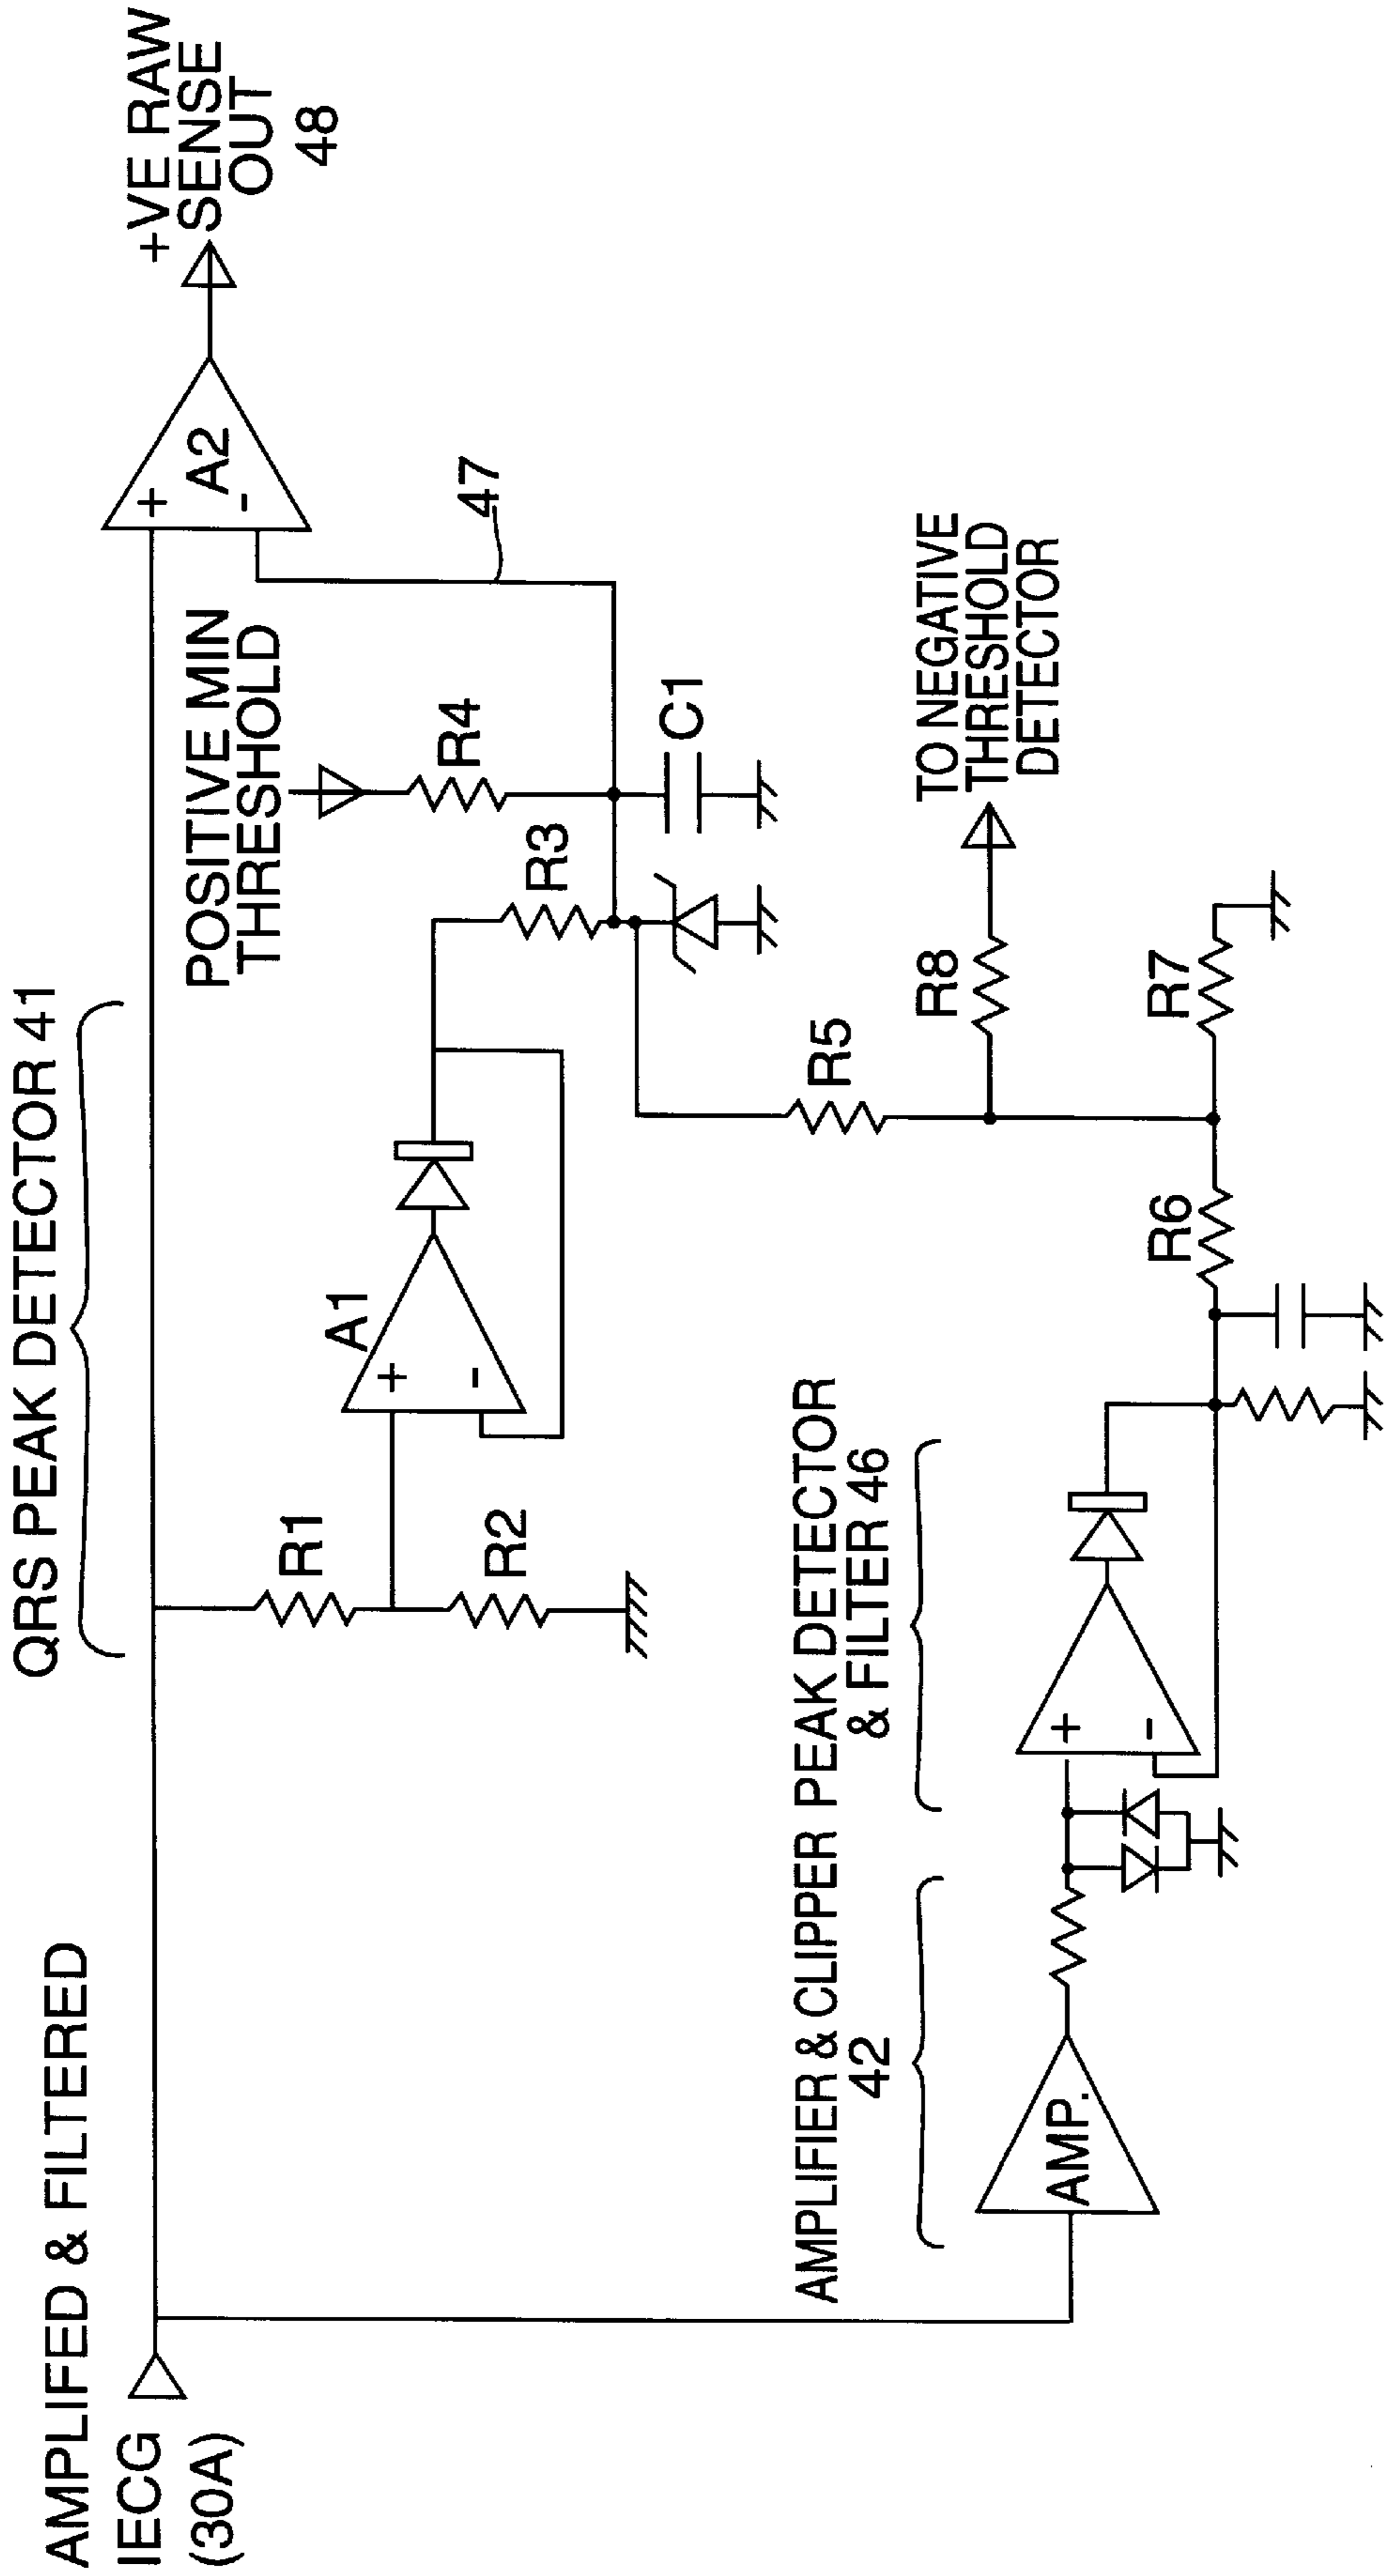 AMPLIFED & FILTERED
IECG
(30A)
QRS PEAK DETECTOR 41
R1
R2
A1
+
-
POSITIVE MIN
THRESHOLD
R3
R4
C1
47
+
A2
-
+VE RAW
SENSE
OUT
48
AMPLIFIER & CLIPPER PEAK DETECTOR
42
& FILTER 46
AMP.
+
-
R5
R6
R7
R8
TO NEGATIVE
THRESHOLD
DETECTOR